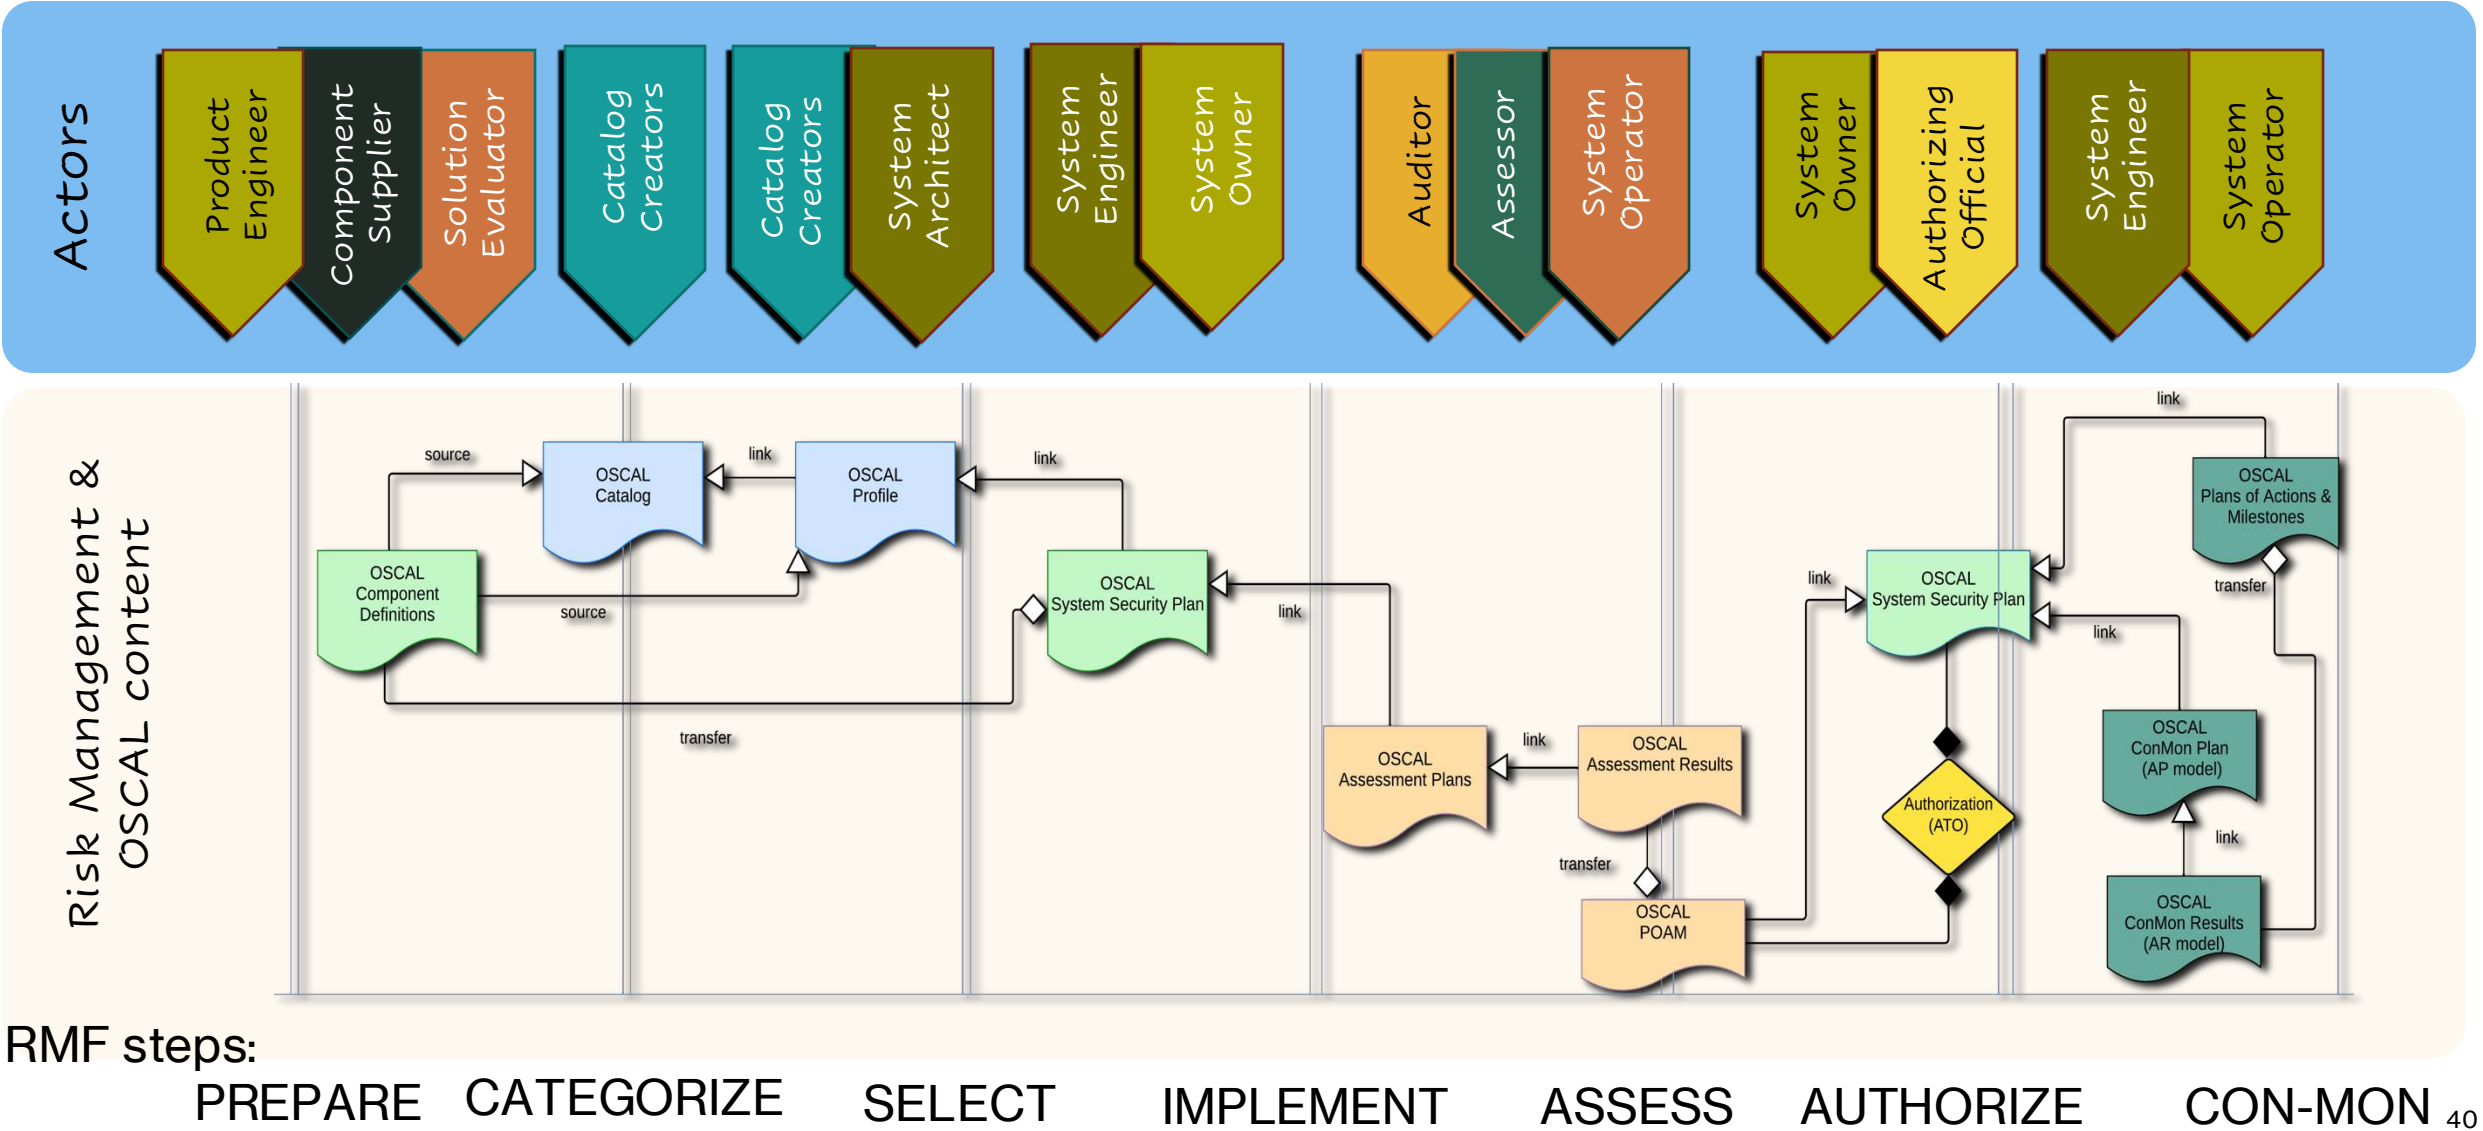 Actors
Product
Engineer
Component
Supplier
Solution
Evaluator
Catalog
Creators
Catalog
Creators
System
Architect
System
Engineer
System
Owner
Auditor
Assessor
System
Operator
System
Owner
Authorizing
Official
System
Engineer
System
Operator
Risk Management &
OSCAL content
source
OSCAL
Catalog
link
OSCAL
Profile
link
OSCAL
Component
Definitions
source
transfer
OSCAL
System Security Plan
link
OSCAL
Assessment Plans
link
OSCAL
Assessment Results
transfer
OSCAL
POAM
link
OSCAL
System Security Plan
Authorization
(ATO)
link
OSCAL
Plans of Actions &
Milestones
transfer
link
OSCAL
ConMon Plan
(AP model)
link
OSCAL
ConMon Results
(AR model)
RMF steps:
PREPARE
CATEGORIZE
SELECT
IMPLEMENT
ASSESS
AUTHORIZE
CON-MON
40